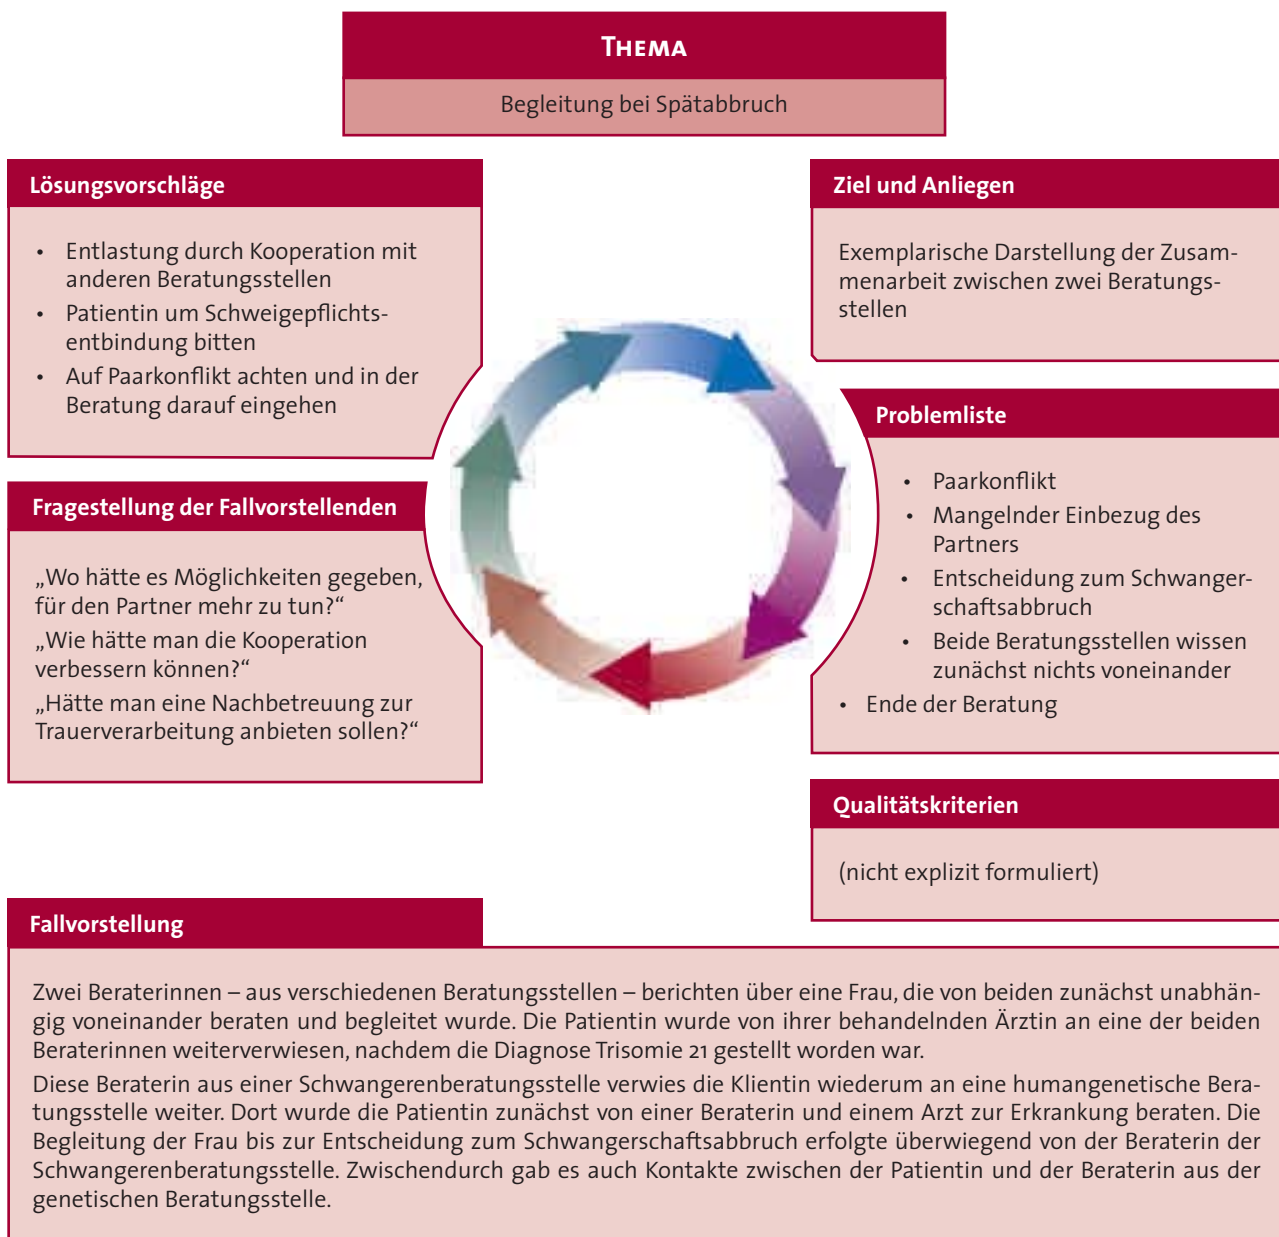 THEMA
Begleitung bei Spätabbruch
Lösungsvorschläge
• Entlastung durch Kooperation mit
anderen Beratungsstellen
• Patientin um Schweigepflichts-
entbindung bitten
• Auf Paarkonflikt achten und in der
Beratung darauf eingehen
Ziel und Anliegen
Exemplarische Darstellung der Zusam-
menarbeit zwischen zwei Beratungs-
stellen
Problemliste
• Paarkonflikt
• Mangelnder Einbezug des
Partners
• Entscheidung zum Schwanger-
schaftsabbruch
• Beide Beratungsstellen wissen
zunächst nichts voneinander
• Ende der Beratung
Fragestellung der Fallvorstellenden
„Wo hätte es Möglichkeiten gegeben,
für den Partner mehr zu tun?“
„Wie hätte man die Kooperation
verbessern können?“
„Hätte man eine Nachbetreuung zur
Trauerverarbeitung anbieten sollen?“
Qualitätskriterien
(nicht explizit formuliert)
Fallvorstellung
Zwei Beraterinnen – aus verschiedenen Beratungsstellen – berichten über eine Frau, die von beiden zunächst unabhän-
gig voneinander beraten und begleitet wurde. Die Patientin wurde von ihrer behandelnden Ärztin an eine der beiden
Beraterinnen weiterverwiesen, nachdem die Diagnose Trisomie 21 gestellt worden war.
Diese Beraterin aus einer Schwangerenberatungsstelle verwies die Klientin wiederum an eine humangenetische Bera-
tungsstelle weiter. Dort wurde die Patientin zunächst von einer Beraterin und einem Arzt zur Erkrankung beraten. Die
Begleitung der Frau bis zur Entscheidung zum Schwangerschaftsabbruch erfolgte überwiegend von der Beraterin der
Schwangerenberatungsstelle. Zwischendurch gab es auch Kontakte zwischen der Patientin und der Beraterin aus der
genetischen Beratungsstelle.